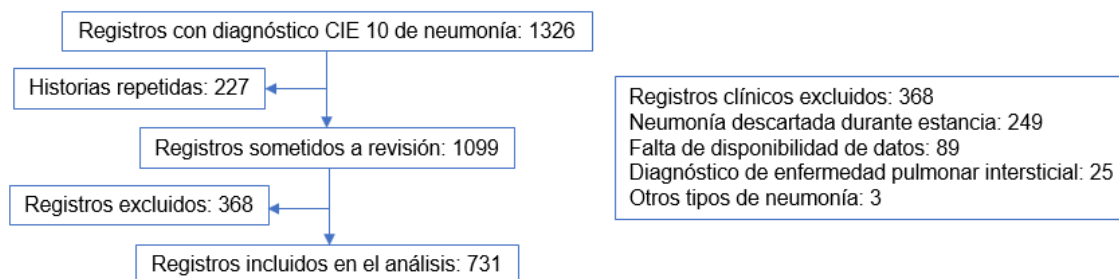 Registros con diagnóstico CIE 10 de neumonía: 1326
Historias repetidas: 227
Registros sometidos a revisión: 1099
Registros excluidos: 368
Registros incluidos en el análisis: 731
Registros clínicos excluidos: 368
Neumonía descartada durante estancia: 249
Falta de disponibilidad de datos: 89
Diagnóstico de enfermedad pulmonar intersticial: 25
Otros tipos de neumonía: 3